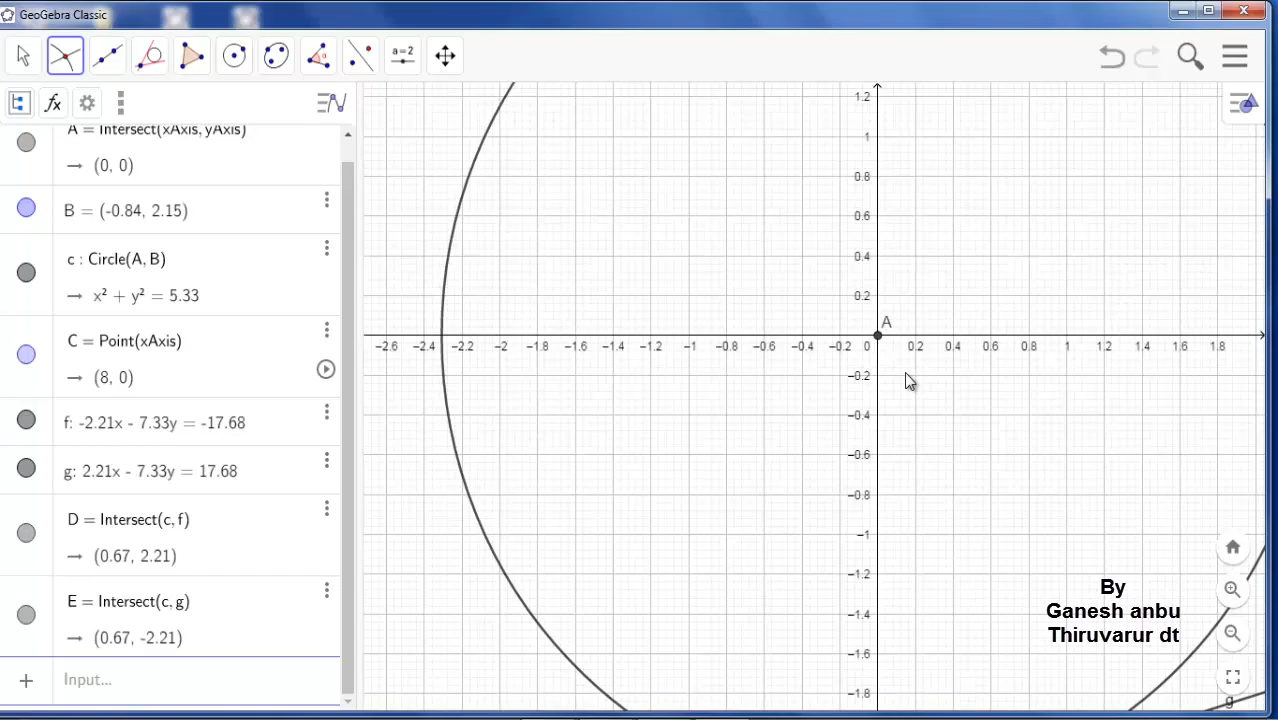 GeoGebra Classic
a=2
fx
A = Intersect(xAxis, yAxis)
→ (0, 0)
B = (-0.84, 2.15)
c : Circle(A, B)
→ x² + y² = 5.33
C = Point(xAxis)
→ (8, 0)
f: -2.21x - 7.33y = -17.68
g: 2.21x - 7.33y = 17.68
D = Intersect(c, f)
→ (0.67, 2.21)
E = Intersect(c, g)
→ (0.67, -2.21)
+ Input...
1.2
1
0.8
0.6
0.4
0.2
A
−2.6 −2.4 −2.2 −2 −1.8 −1.6 −1.4 −1.2 −1 −0.8 −0.6 −0.4 −0.2 0 0.2 0.4 0.6 0.8 1 1.2 1.4 1.6 1.8
−0.2
−0.4
−0.6
−0.8
−1
−1.2
−1.4
−1.6
−1.8
By
Ganesh anbu
Thiruvarur dt
g